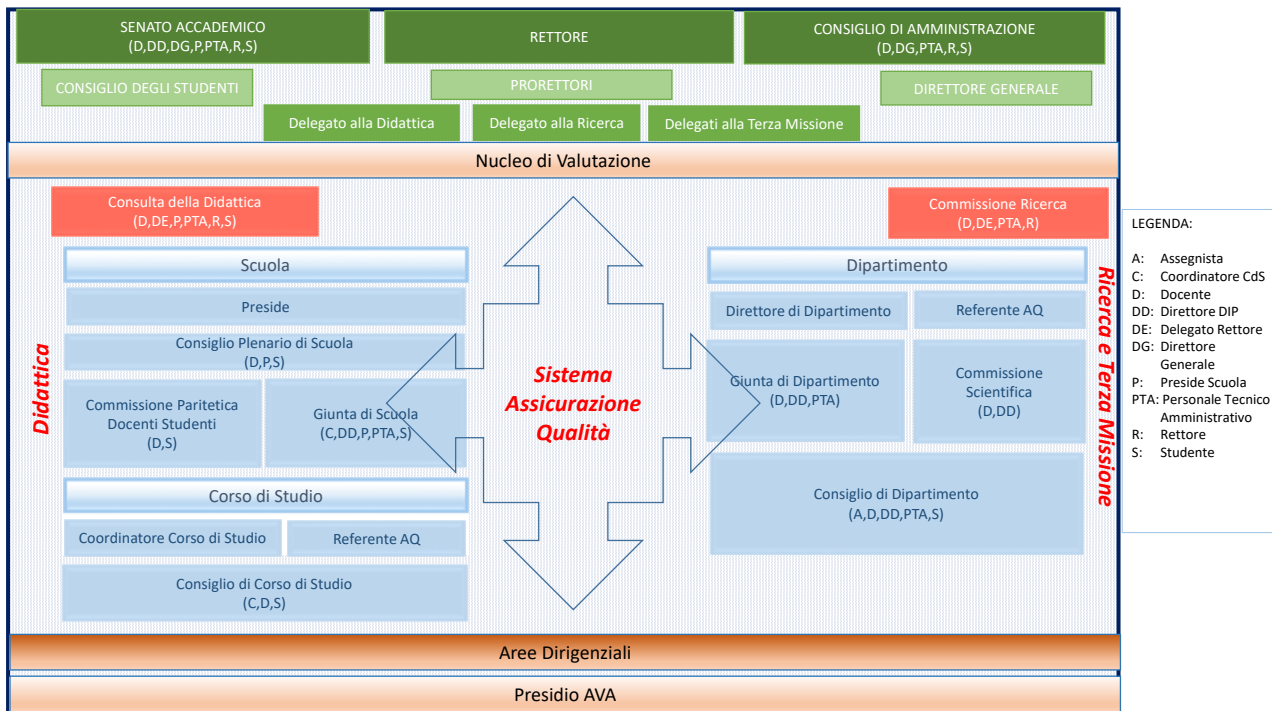 SENATO ACCADEMICO
(D,DD,DG,P,PTA,R,S)
RETTORE
CONSIGLIO DI AMMINISTRAZIONE
(D,DG,PTA,R,S)
CONSIGLIO DEGLI STUDENTI
PRORETTORI
DIRETTORE GENERALE
Delegato alla Didattica
Delegato alla Ricerca
Delegati alla Terza Missione
Nucleo di Valutazione
Consulta della Didattica
(D,DE,P,PTA,R,S)
Commissione Ricerca
(D,DE,PTA,R)
Didattica
Scuola
Preside
Consiglio Plenario di Scuola
(D,P,S)
Commissione Paritetica
Docenti Studenti
(D,S)
Giunta di Scuola
(C,DD,P,PTA,S)
Corso di Studio
Coordinatore Corso di Studio
Referente AQ
Consiglio di Corso di Studio
(C,D,S)
Sistema
Assicurazione
Qualità
Dipartimento
Direttore di Dipartimento
Referente AQ
Giunta di Dipartimento
(D,DD,PTA)
Commissione
Scientifica
(D,DD)
Consiglio di Dipartimento
(A,D,DD,PTA,S)
Ricerca e Terza Missione
Aree Dirigenziali
Presidio AVA
LEGENDA:
A: Assegnista
C: Coordinatore CdS
D: Docente
DD: Direttore DIP
DE: Delegato Rettore
DG: Direttore
Generale
P: Preside Scuola
PTA: Personale Tecnico
Amministrativo
R: Rettore
S: Studente